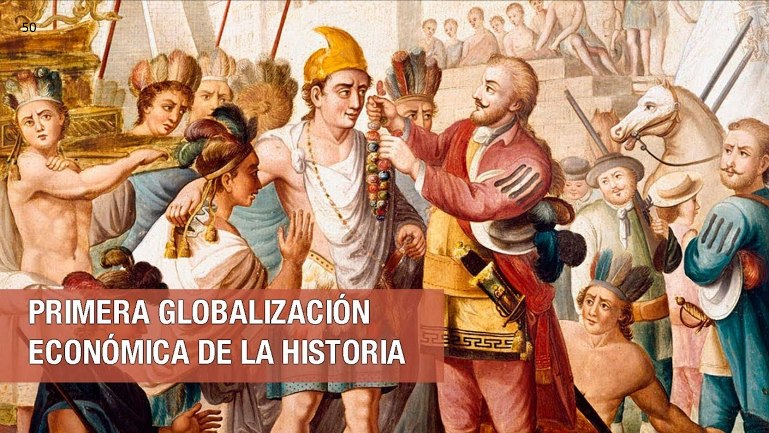 50
PRIMERA GLOBALIZACIÓN
ECONÓMICA DE LA HISTORIA